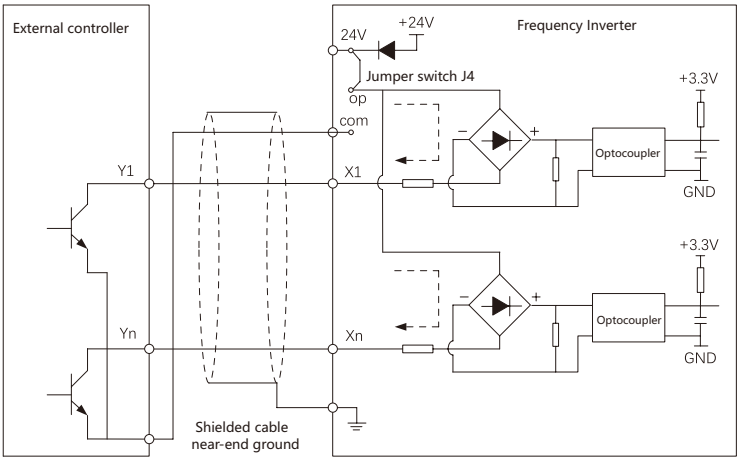 External controller
Frequency Inverter
+24V
24V
Jumper switch J4
+3.3V
op
com
−
+
Optocoupler
Y1
X1
GND
+3.3V
−
+
Optocoupler
Yn
Xn
GND
Shielded cable
near-end ground